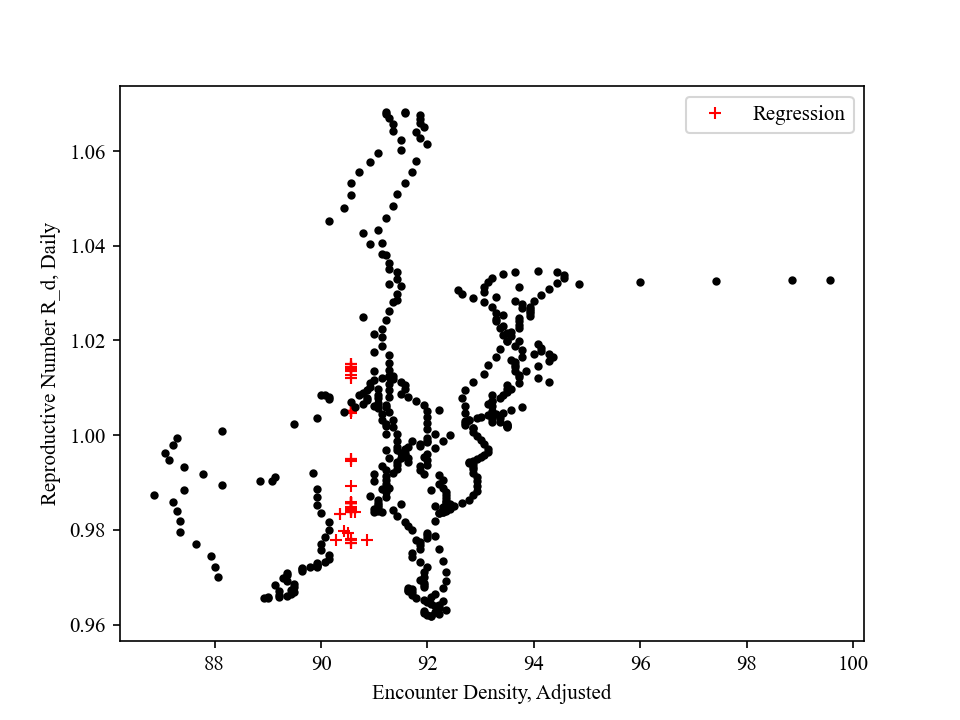 Regression
1.06
1.04
1.02
1.00
0.98
0.96
Reproductive Number R_d, Daily
88 90 92 94 96 98 100
Encounter Density, Adjusted